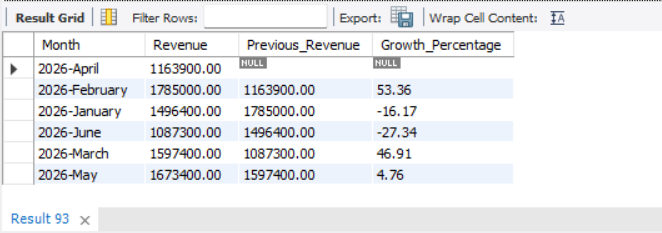 Result Grid Filter Rows: Export: Wrap Cell Content: IA
Month Revenue Previous_Revenue Growth_Percentage
2026-April 1163900.00 NULL NULL
2026-February 1785000.00 1163900.00 53.36
2026-January 1496400.00 1785000.00 -16.17
2026-June 1087300.00 1496400.00 -27.34
2026-March 1597400.00 1087300.00 46.91
2026-May 1673400.00 1597400.00 4.76
Result 93 ×